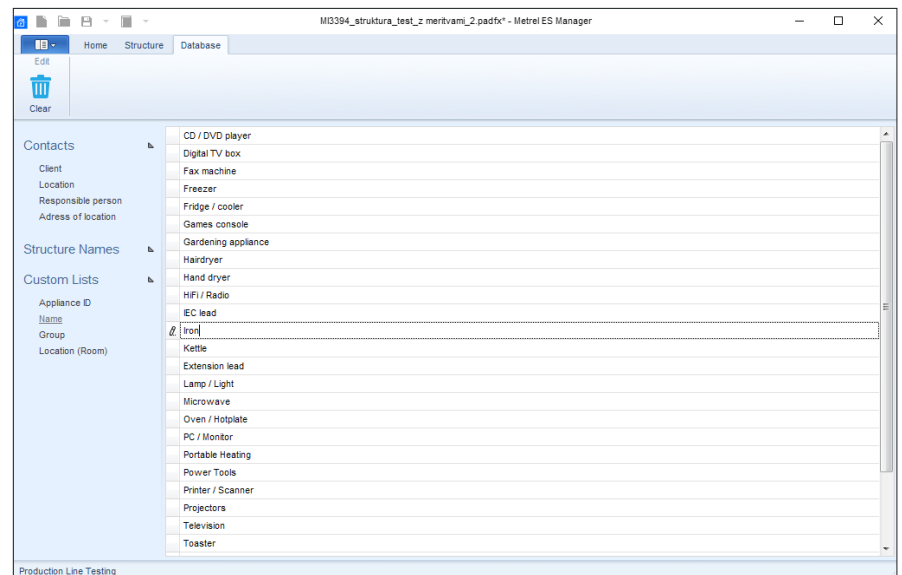 MI3394_struktura_test_z meritvami_2.padfx* - Metrel ES Manager
Home Structure Database
Edit
Clear
Contacts
Client
Location
Responsible person
Adress of location
Structure Names
Custom Lists
Appliance ID
Name
Group
Location (Room)
CD / DVD player
Digital TV box
Fax machine
Freezer
Fridge / cooler
Games console
Gardening appliance
Hairdryer
Hand dryer
HiFi / Radio
IEC lead
Iron
Kettle
Extension lead
Lamp / Light
Microwave
Oven / Hotplate
PC / Monitor
Portable Heating
Power Tools
Printer / Scanner
Projectors
Television
Toaster
Production Line Testing